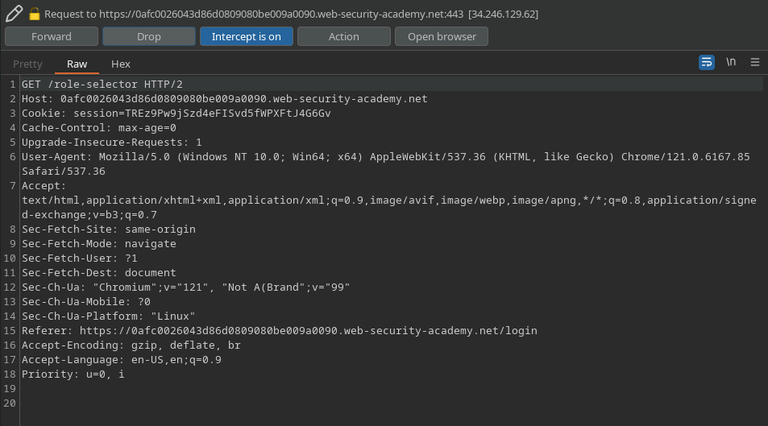 Request to https://0afc0026043d86d0809080be009a0090.web-security-academy.net:443 [34.246.129.62]
Forward Drop Intercept is on Action Open browser
Pretty Raw Hex \n
1 GET /role-selector HTTP/2
2 Host: 0afc0026043d86d0809080be009a0090.web-security-academy.net
3 Cookie: session=TREz9Pw9jSzd4eFISvd5fWPXFtJ4G6Gv
4 Cache-Control: max-age=0
5 Upgrade-Insecure-Requests: 1
6 User-Agent: Mozilla/5.0 (Windows NT 10.0; Win64; x64) AppleWebKit/537.36 (KHTML, like Gecko) Chrome/121.0.6167.85
Safari/537.36
7 Accept:
text/html,application/xhtml+xml,application/xml;q=0.9,image/avif,image/webp,image/apng,*/*;q=0.8,application/signe
d-exchange;v=b3;q=0.7
8 Sec-Fetch-Site: same-origin
9 Sec-Fetch-Mode: navigate
10 Sec-Fetch-User: ?1
11 Sec-Fetch-Dest: document
12 Sec-Ch-Ua: "Chromium";v="121", "Not A(Brand";v="99"
13 Sec-Ch-Ua-Mobile: ?0
14 Sec-Ch-Ua-Platform: "Linux"
15 Referer: https://0afc0026043d86d0809080be009a0090.web-security-academy.net/login
16 Accept-Encoding: gzip, deflate, br
17 Accept-Language: en-US,en;q=0.9
18 Priority: u=0, i
19
20